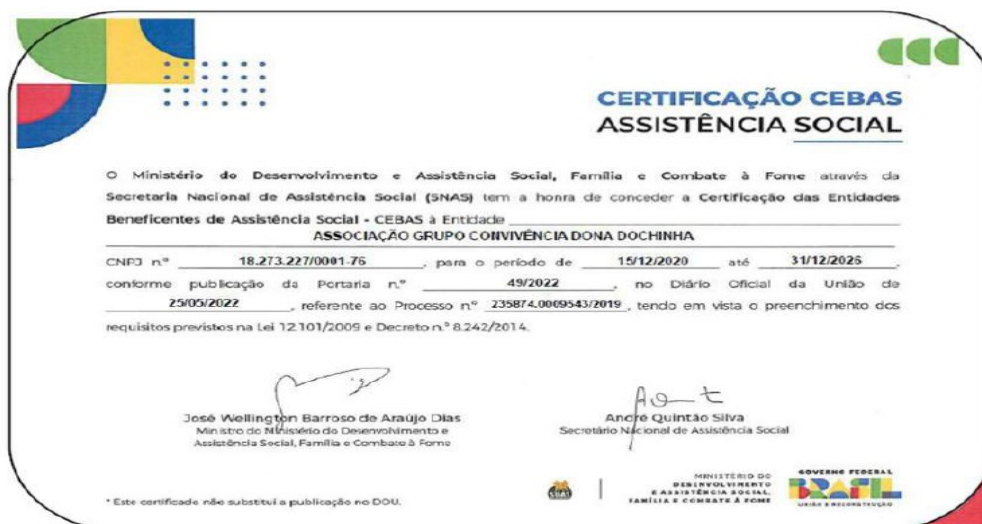 CERTIFICAÇÃO CEBAS
ASSISTÊNCIA SOCIAL
O Ministério do Desenvolvimento e Assistência Social, Família e Combate à Fome através da
Secretaria Nacional de Assistência Social (SNAS) tem a honra de conceder a Certificação das Entidades
Beneficentes de Assistência Social - CEBAS à Entidade
ASSOCIAÇÃO GRUPO CONVIVÊNCIA DONA DOCHINHA
CNPJ n.º 18.273.227/0001-76, para o período de 15/12/2020 até 31/12/2026,
conforme publicação da Portaria n.º 49/2022, no Diário Oficial da União de
25/05/2022, referente ao Processo n.º 235874.0009543/2019, tendo em vista o preenchimento dos
requisitos previstos na Lei 12.101/2009 e Decreto n.º 8.242/2014.
José Wellington Barroso de Araújo Dias
Ministro do Ministério do Desenvolvimento e
Assistência Social, Família e Combate à Fome
André Quintão Silva
Secretário Nacional de Assistência Social
* Este certificado não substitui a publicação no DOU.
SUAS
MINISTÉRIO DO
DESENVOLVIMENTO
E ASSISTÊNCIA SOCIAL,
FAMÍLIA E COMBATE À FOME
GOVERNO FEDERAL
BRASIL
UNIÃO E RECONSTRUÇÃO